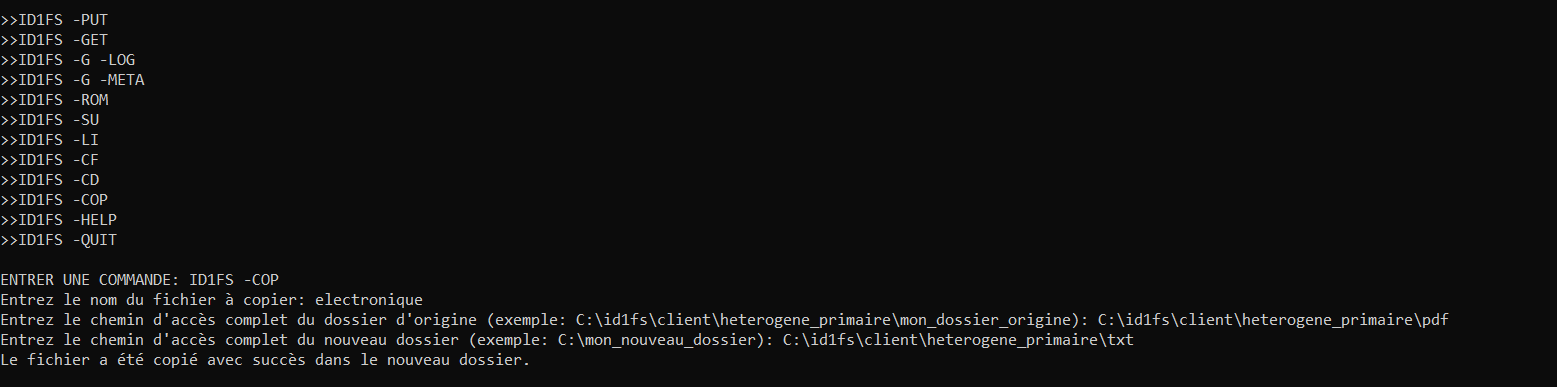 >>ID1FS -PUT
>>ID1FS -GET
>>ID1FS -G -LOG
>>ID1FS -G -META
>>ID1FS -ROM
>>ID1FS -SU
>>ID1FS -LI
>>ID1FS -CF
>>ID1FS -CD
>>ID1FS -COP
>>ID1FS -HELP
>>ID1FS -QUIT
ENTRER UNE COMMANDE: ID1FS -COP
Entrez le nom du fichier à copier: electronique
Entrez le chemin d'accès complet du dossier d'origine (exemple: C:\id1fs\client\heterogene_primaire\mon_dossier_origine): C:\id1fs\client\heterogene_primaire\pdf
Entrez le chemin d'accès complet du nouveau dossier (exemple: C:\mon_nouveau_dossier): C:\id1fs\client\heterogene_primaire\txt
Le fichier a été copié avec succès dans le nouveau dossier.